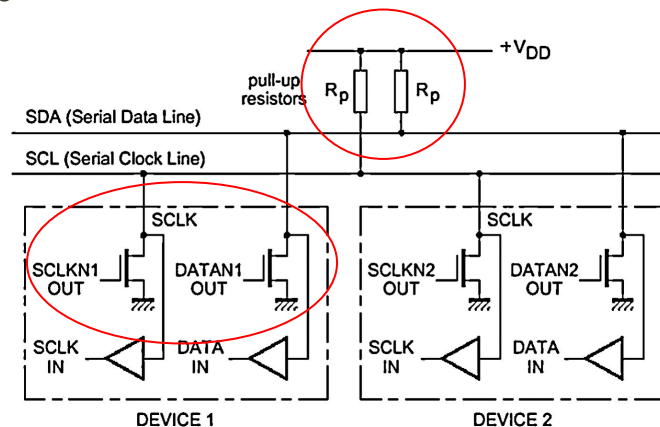 +VDD
pull-up
resistors
Rp
Rp
SDA (Serial Data Line)
SCL (Serial Clock Line)
SCLK
SCLK
SCLKN1
OUT
DATAN1
OUT
SCLKN2
OUT
DATAN2
OUT
SCLK
IN
DATA
IN
SCLK
IN
DATA
IN
DEVICE 1
DEVICE 2